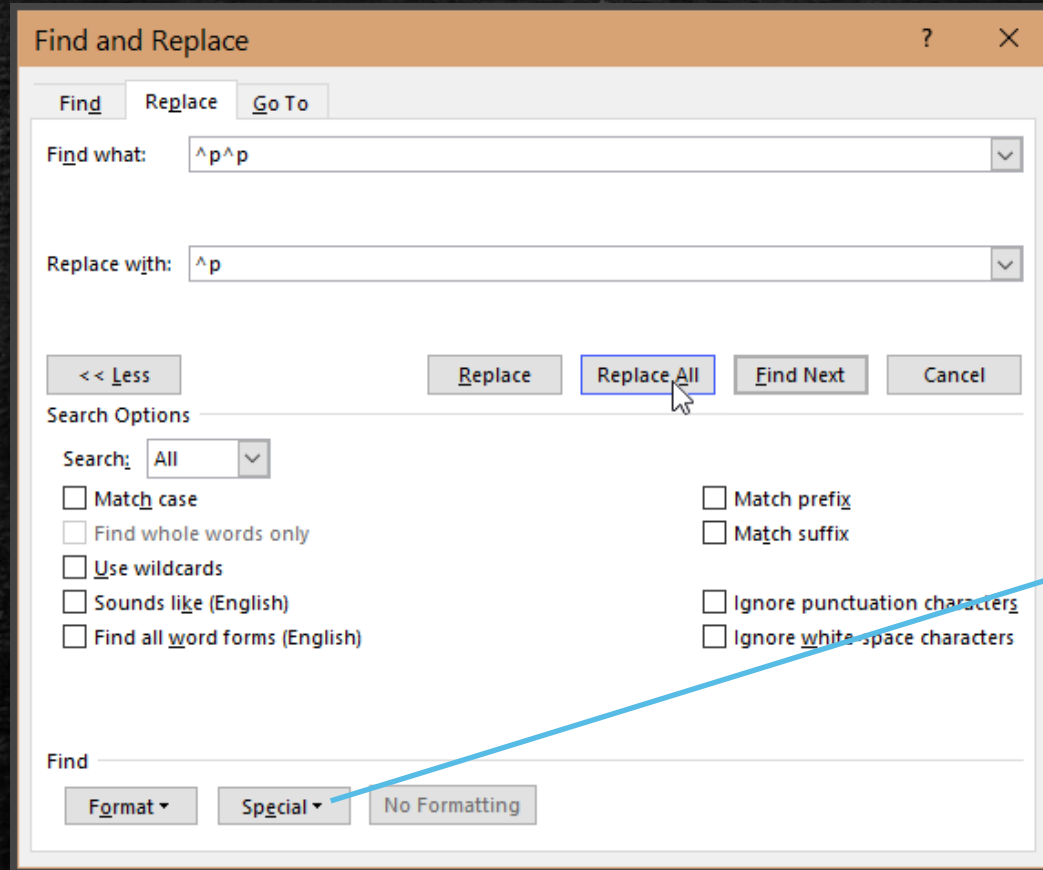 Find and Replace ? ×
Find Replace Go To
Find what: ^p^p
Replace with: ^p
<< Less Replace Replace All Find Next Cancel
Search Options
Search: All
Match case Match prefix
Find whole words only Match suffix
Use wildcards
Sounds like (English) Ignore punctuation characters
Find all word forms (English) Ignore white-space characters
Find
Format Special No Formatting